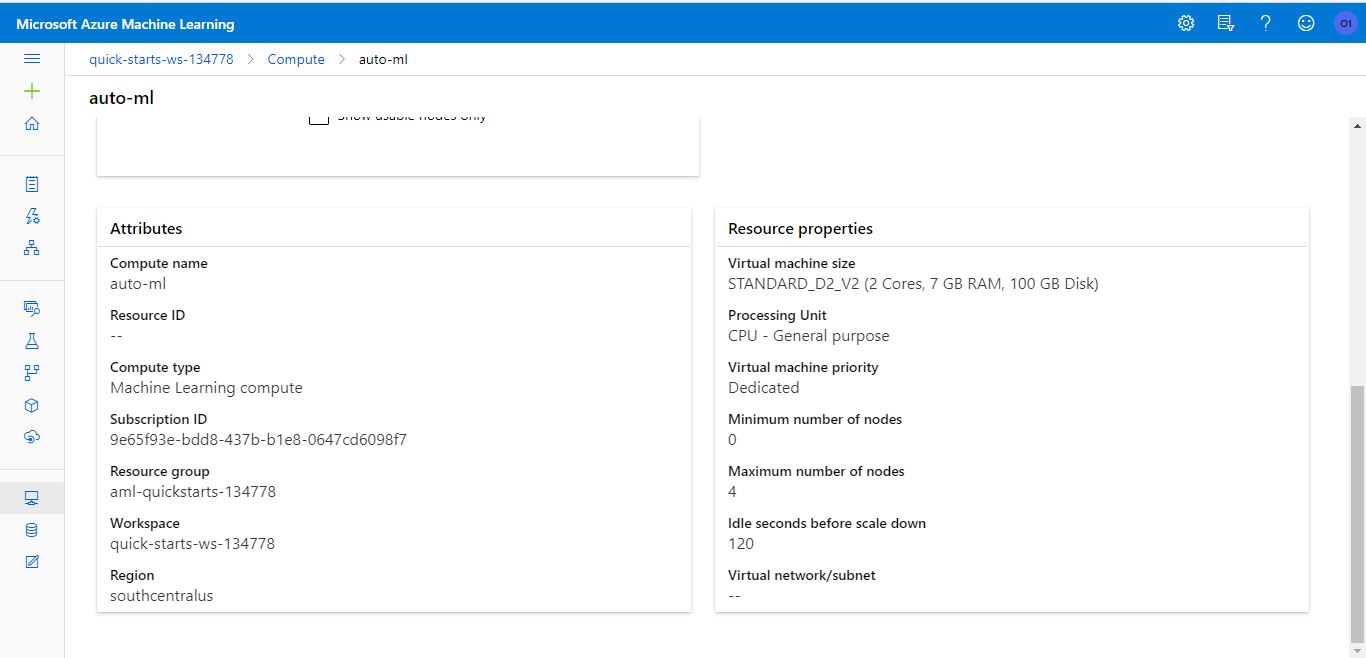 Microsoft Azure Machine Learning
O1
quick-starts-ws-134778 > Compute > auto-ml
auto-ml
Show usable nodes only
Attributes
Compute name
auto-ml
Resource ID
--
Compute type
Machine Learning compute
Subscription ID
9e65f93e-bdd8-437b-b1e8-0647cd6098f7
Resource group
aml-quickstarts-134778
Workspace
quick-starts-ws-134778
Region
southcentralus
Resource properties
Virtual machine size
STANDARD_D2_V2 (2 Cores, 7 GB RAM, 100 GB Disk)
Processing Unit
CPU - General purpose
Virtual machine priority
Dedicated
Minimum number of nodes
0
Maximum number of nodes
4
Idle seconds before scale down
120
Virtual network/subnet
--